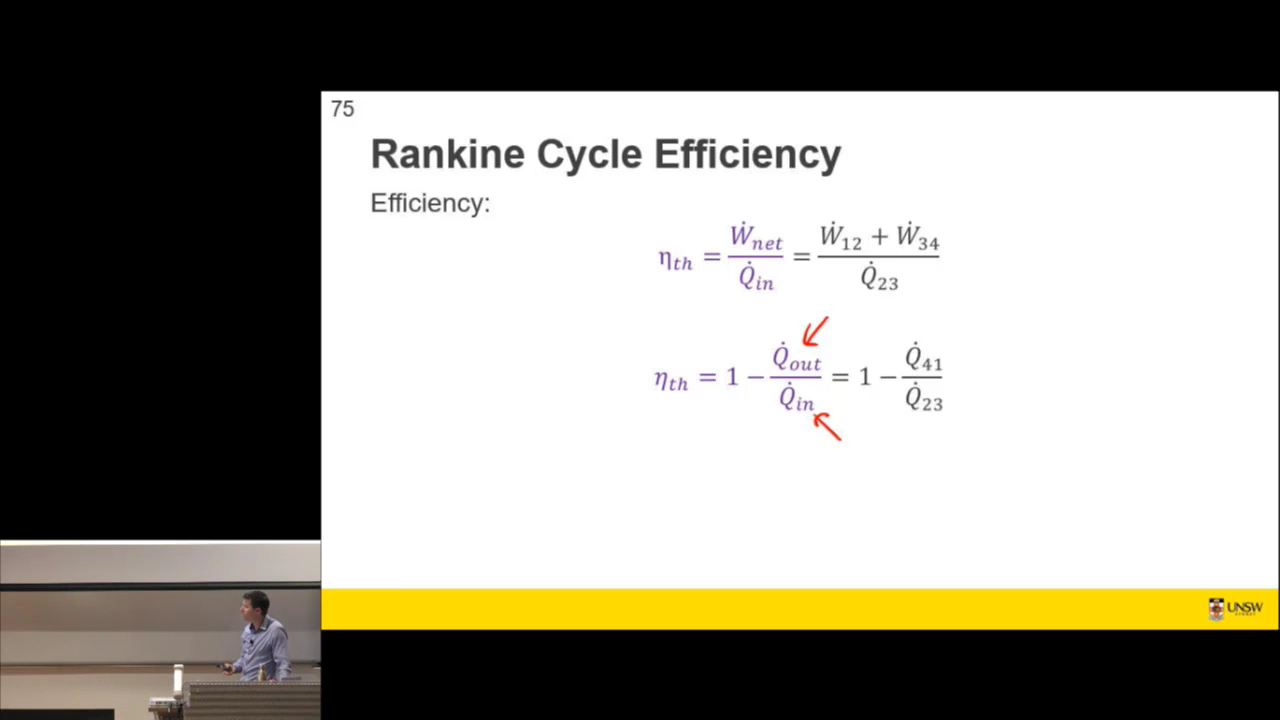 75
Rankine Cycle Efficiency
Efficiency:
η_th = Ẇ_net / Q̇_in = (Ẇ_12 + Ẇ_34) / Q̇_23
η_th = 1 − Q̇_out / Q̇_in = 1 − Q̇_41 / Q̇_23
UNSW
SYDNEY